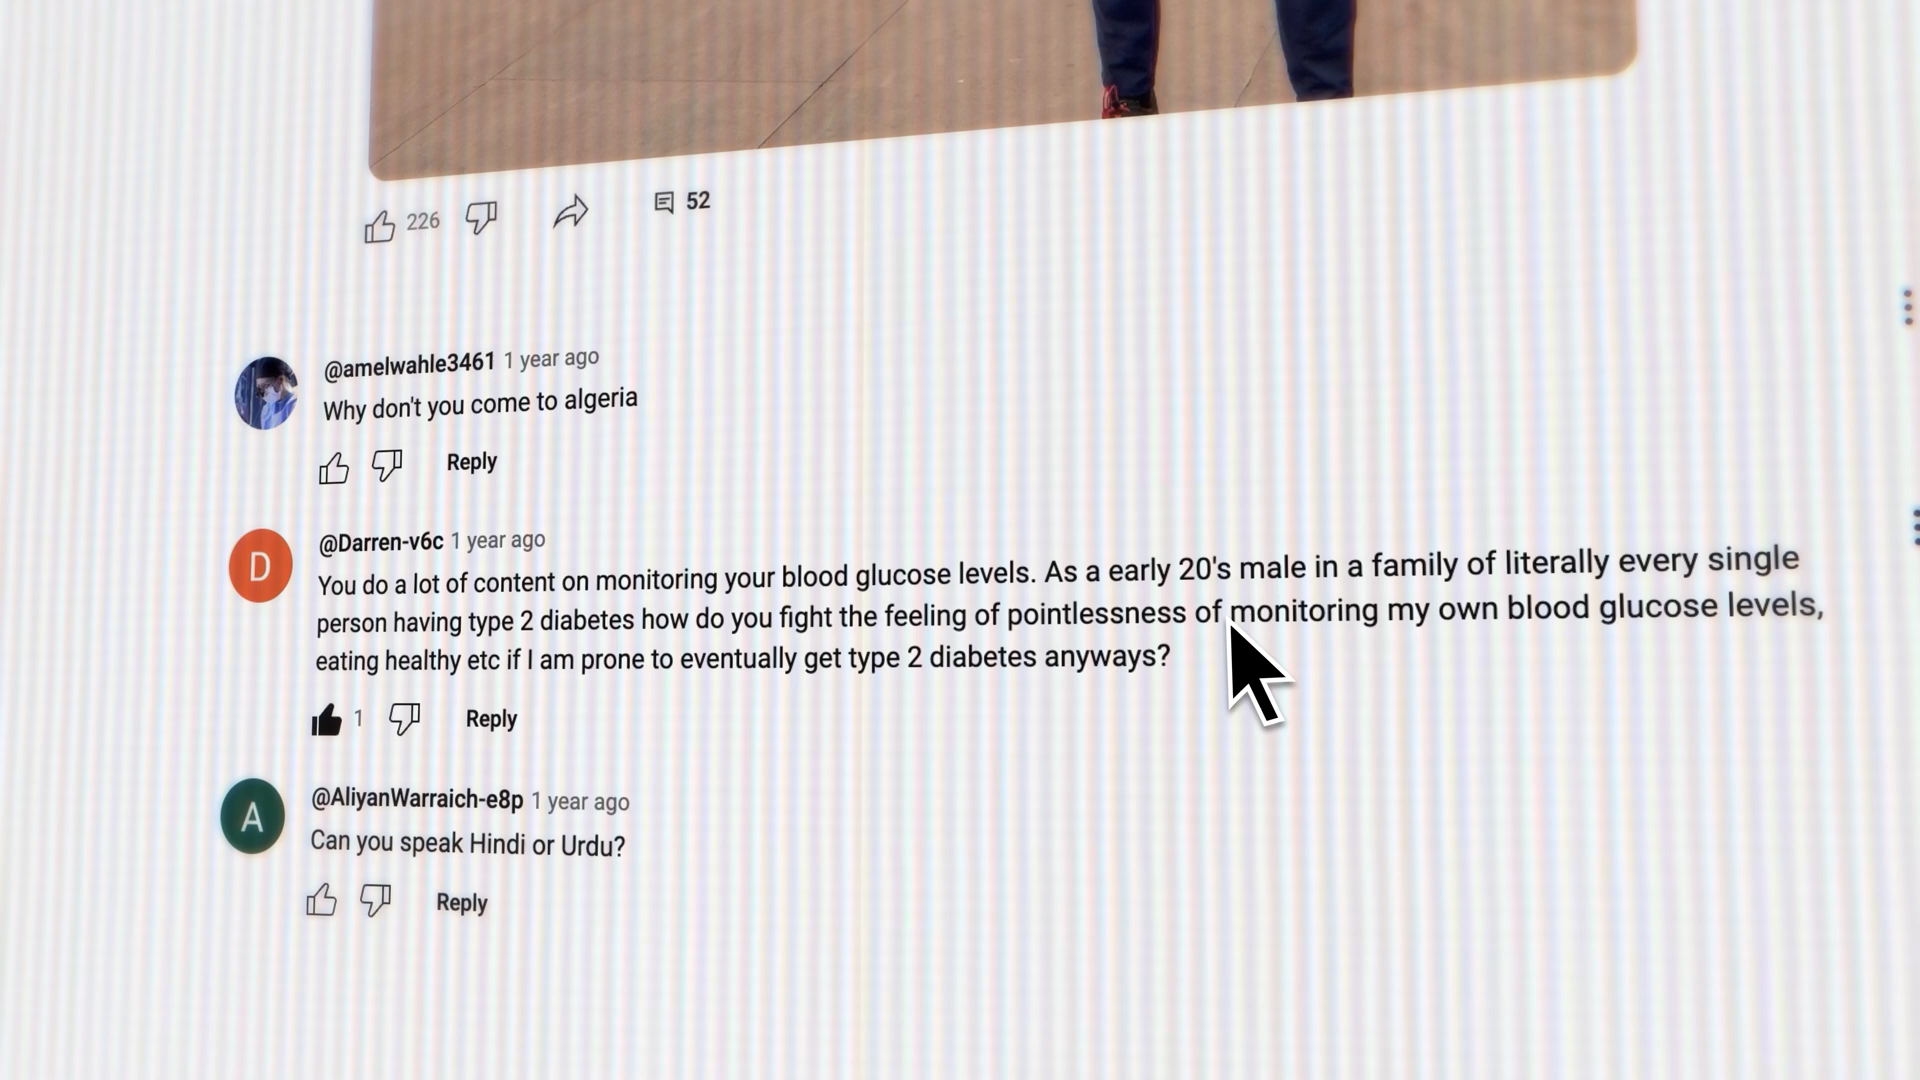 226
52
@amelwahle3461 1 year ago
Why don't you come to algeria
Reply
D
@Darren-v6c 1 year ago
You do a lot of content on monitoring your blood glucose levels. As a early 20's male in a family of literally every single
person having type 2 diabetes how do you fight the feeling of pointlessness of monitoring my own blood glucose levels,
eating healthy etc if I am prone to eventually get type 2 diabetes anyways?
1
Reply
A
@AliyanWarraich-e8p 1 year ago
Can you speak Hindi or Urdu?
Reply